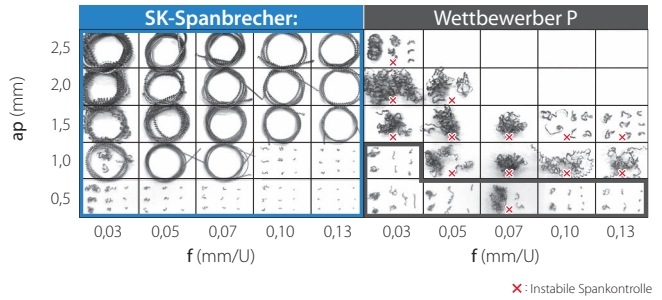 SK-Spanbrecher: Wettbewerber P
ap (mm)
2,5
2,0
1,5
1,0
0,5
0,03 0,05 0,07 0,10 0,13 0,03 0,05 0,07 0,10 0,13
f (mm/U) f (mm/U)
×: Instabile Spankontrolle